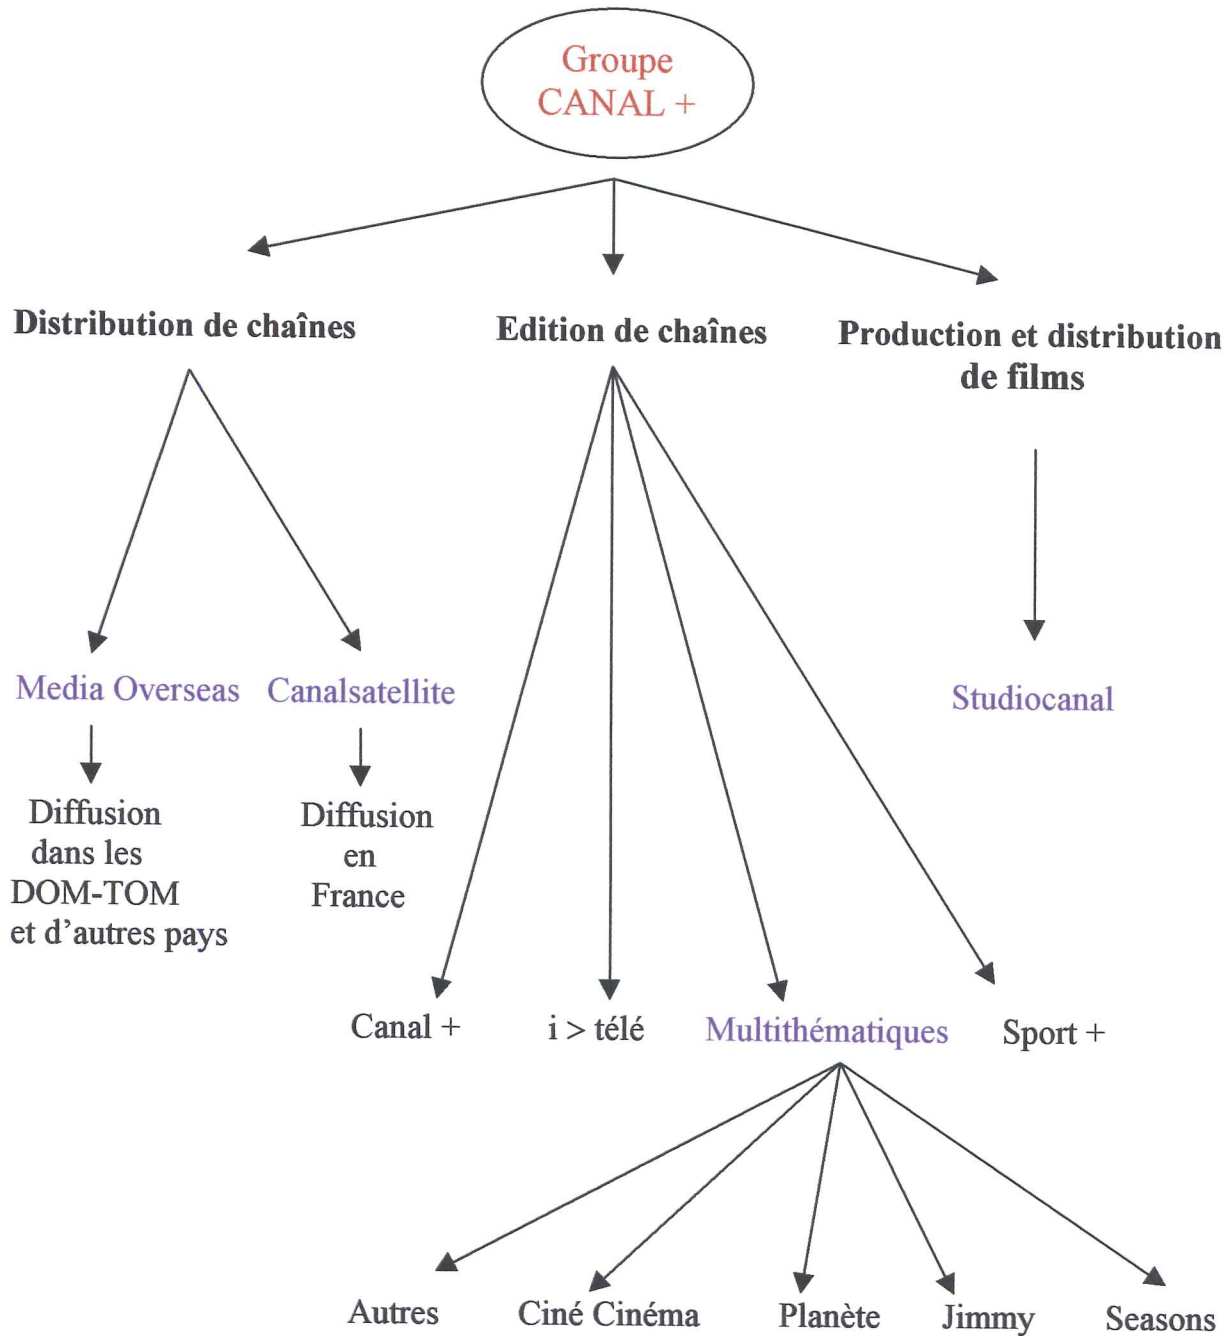 Groupe
CANAL +
Distribution de chaînes
Edition de chaînes
Production et distribution
de films
Media Overseas
Canalsatellite
Studiocanal
Diffusion
dans les
DOM-TOM
et d'autres pays
Diffusion
en
France
Canal +
i > télé
Multithématiques
Sport +
Autres
Ciné Cinéma
Planète
Jimmy
Seasons